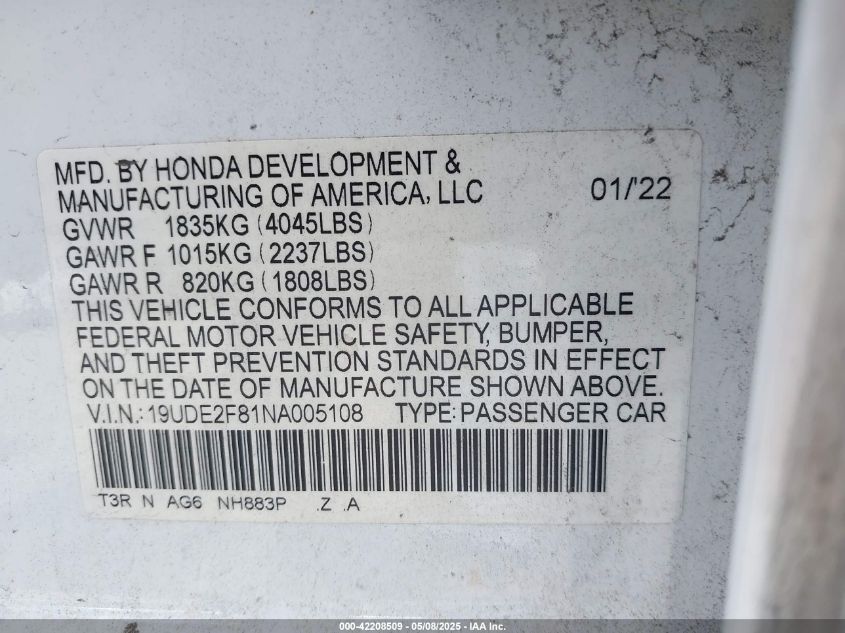 MFD. BY HONDA DEVELOPMENT &
MANUFACTURING OF AMERICA, LLC 01/'22
GVWR 1835KG (4045LBS)
GAWR F 1015KG (2237LBS)
GAWR R 820KG (1808LBS)
THIS VEHICLE CONFORMS TO ALL APPLICABLE
FEDERAL MOTOR VEHICLE SAFETY, BUMPER,
AND THEFT PREVENTION STANDARDS IN EFFECT
ON THE DATE OF MANUFACTURE SHOWN ABOVE.
V.I.N.: 19UDE2F81NA005108 TYPE: PASSENGER CAR
T3R N AG6 NH883P .Z .A
000-42208509 - 05/08/2025 - IAA Inc.